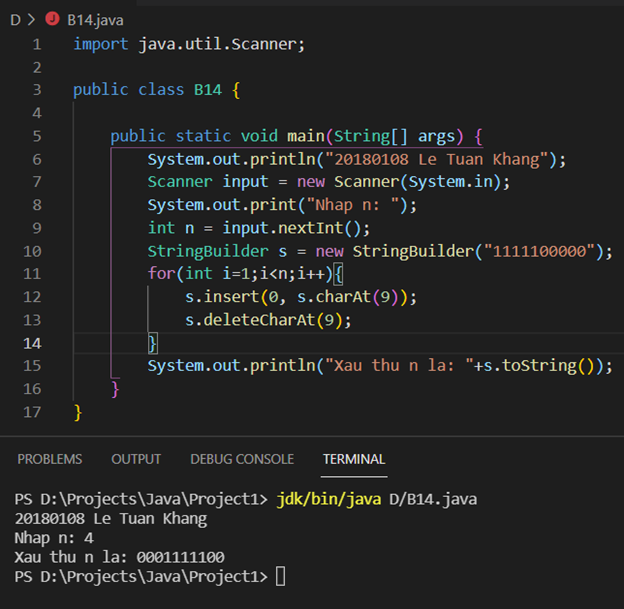 D > J B14.java
1 import java.util.Scanner;
2
3 public class B14 {
4
5     public static void main(String[] args) {
6         System.out.println("20180108 Le Tuan Khang");
7         Scanner input = new Scanner(System.in);
8         System.out.print("Nhap n: ");
9         int n = input.nextInt();
10         StringBuilder s = new StringBuilder("1111100000");
11         for(int i=1;i<n;i++){
12             s.insert(0, s.charAt(9));
13             s.deleteCharAt(9);
14         }
15         System.out.println("Xau thu n la: "+s.toString());
16     }
17 }
PROBLEMS OUTPUT DEBUG CONSOLE TERMINAL
PS D:\Projects\Java\Project1> jdk/bin/java D/B14.java
20180108 Le Tuan Khang
Nhap n: 4
Xau thu n la: 0001111100
PS D:\Projects\Java\Project1>